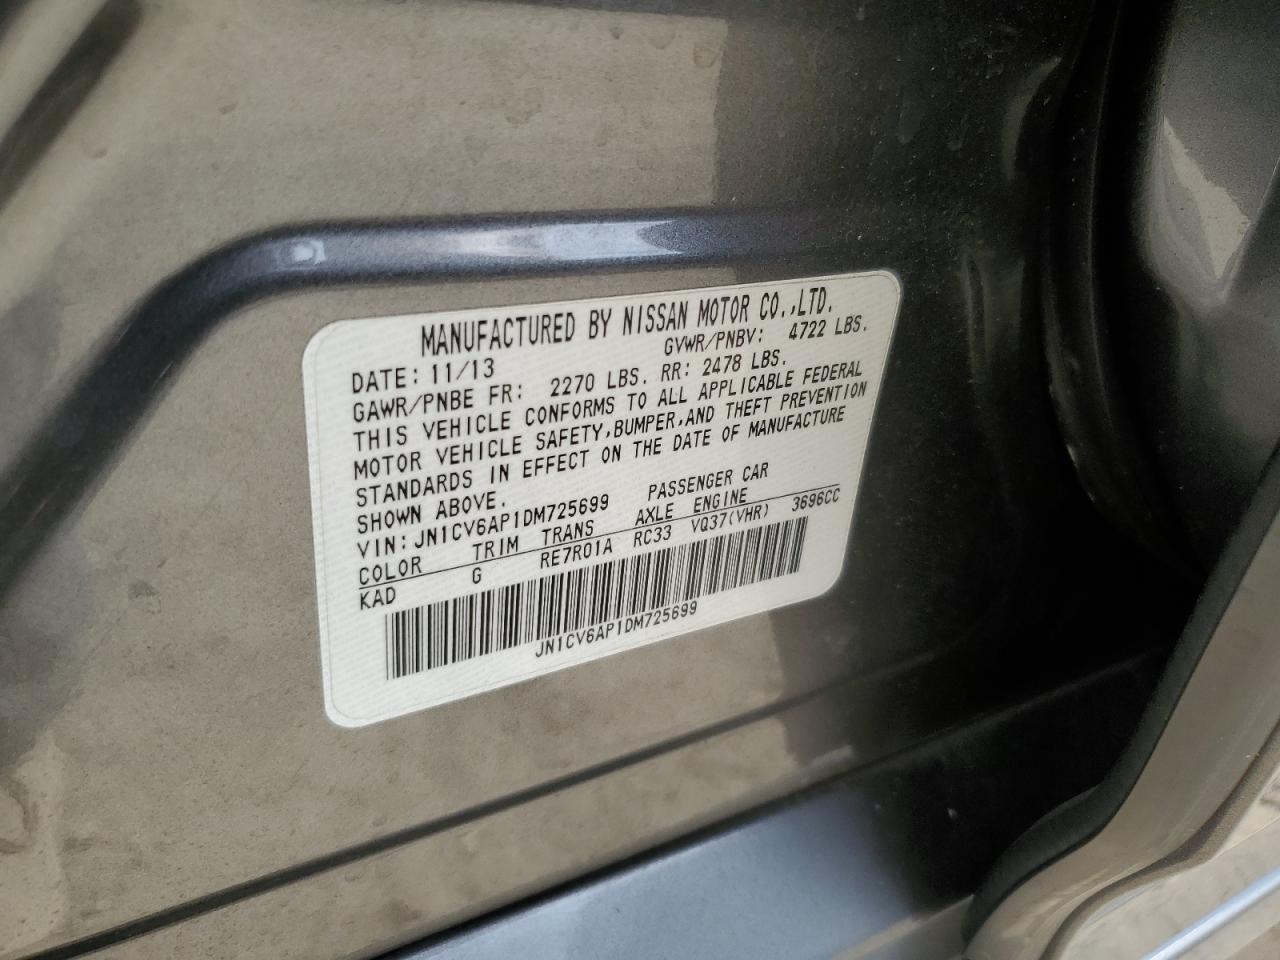 MANUFACTURED BY NISSAN MOTOR CO.,LTD.
DATE: 11/13 GVWR/PNBV: 4722 LBS.
GAWR/PNBE FR: 2270 LBS. RR: 2478 LBS.
THIS VEHICLE CONFORMS TO ALL APPLICABLE FEDERAL
MOTOR VEHICLE SAFETY,BUMPER,AND THEFT PREVENTION
STANDARDS IN EFFECT ON THE DATE OF MANUFACTURE
SHOWN ABOVE.
VIN: JN1CV6AP1DM725699 PASSENGER CAR
COLOR TRIM TRANS AXLE ENGINE
KAD G RE7R01A RC33 VQ37(VHR) 3696CC
JN1CV6AP1DM725699